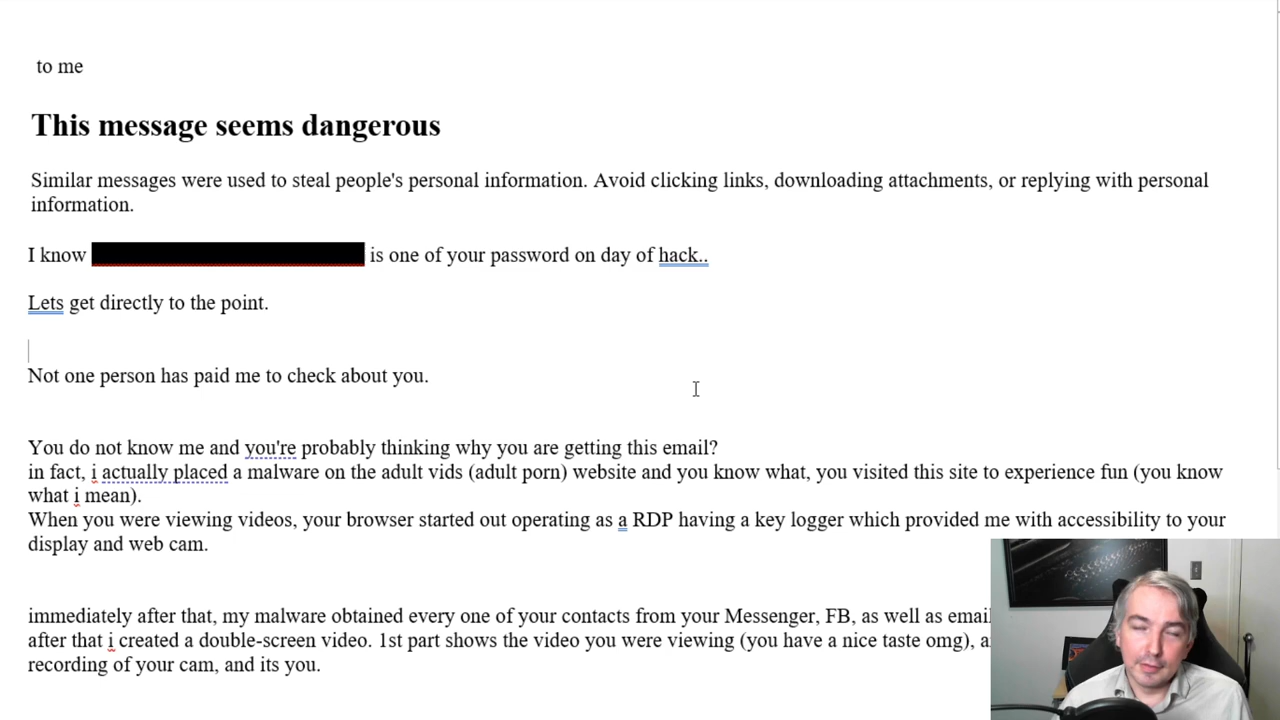 to me
This message seems dangerous
Similar messages were used to steal people's personal information. Avoid clicking links, downloading attachments, or replying with personal
information.
I know is one of your password on day of hack..
Lets get directly to the point.
Not one person has paid me to check about you.
You do not know me and you're probably thinking why you are getting this email?
in fact, i actually placed a malware on the adult vids (adult porn) website and you know what, you visited this site to experience fun (you know
what i mean).
When you were viewing videos, your browser started out operating as a RDP having a key logger which provided me with accessibility to your
display and web cam.
immediately after that, my malware obtained every one of your contacts from your Messenger, FB, as well as email
after that i created a double-screen video. 1st part shows the video you were viewing (you have a nice taste omg),
recording of your cam, and its you.